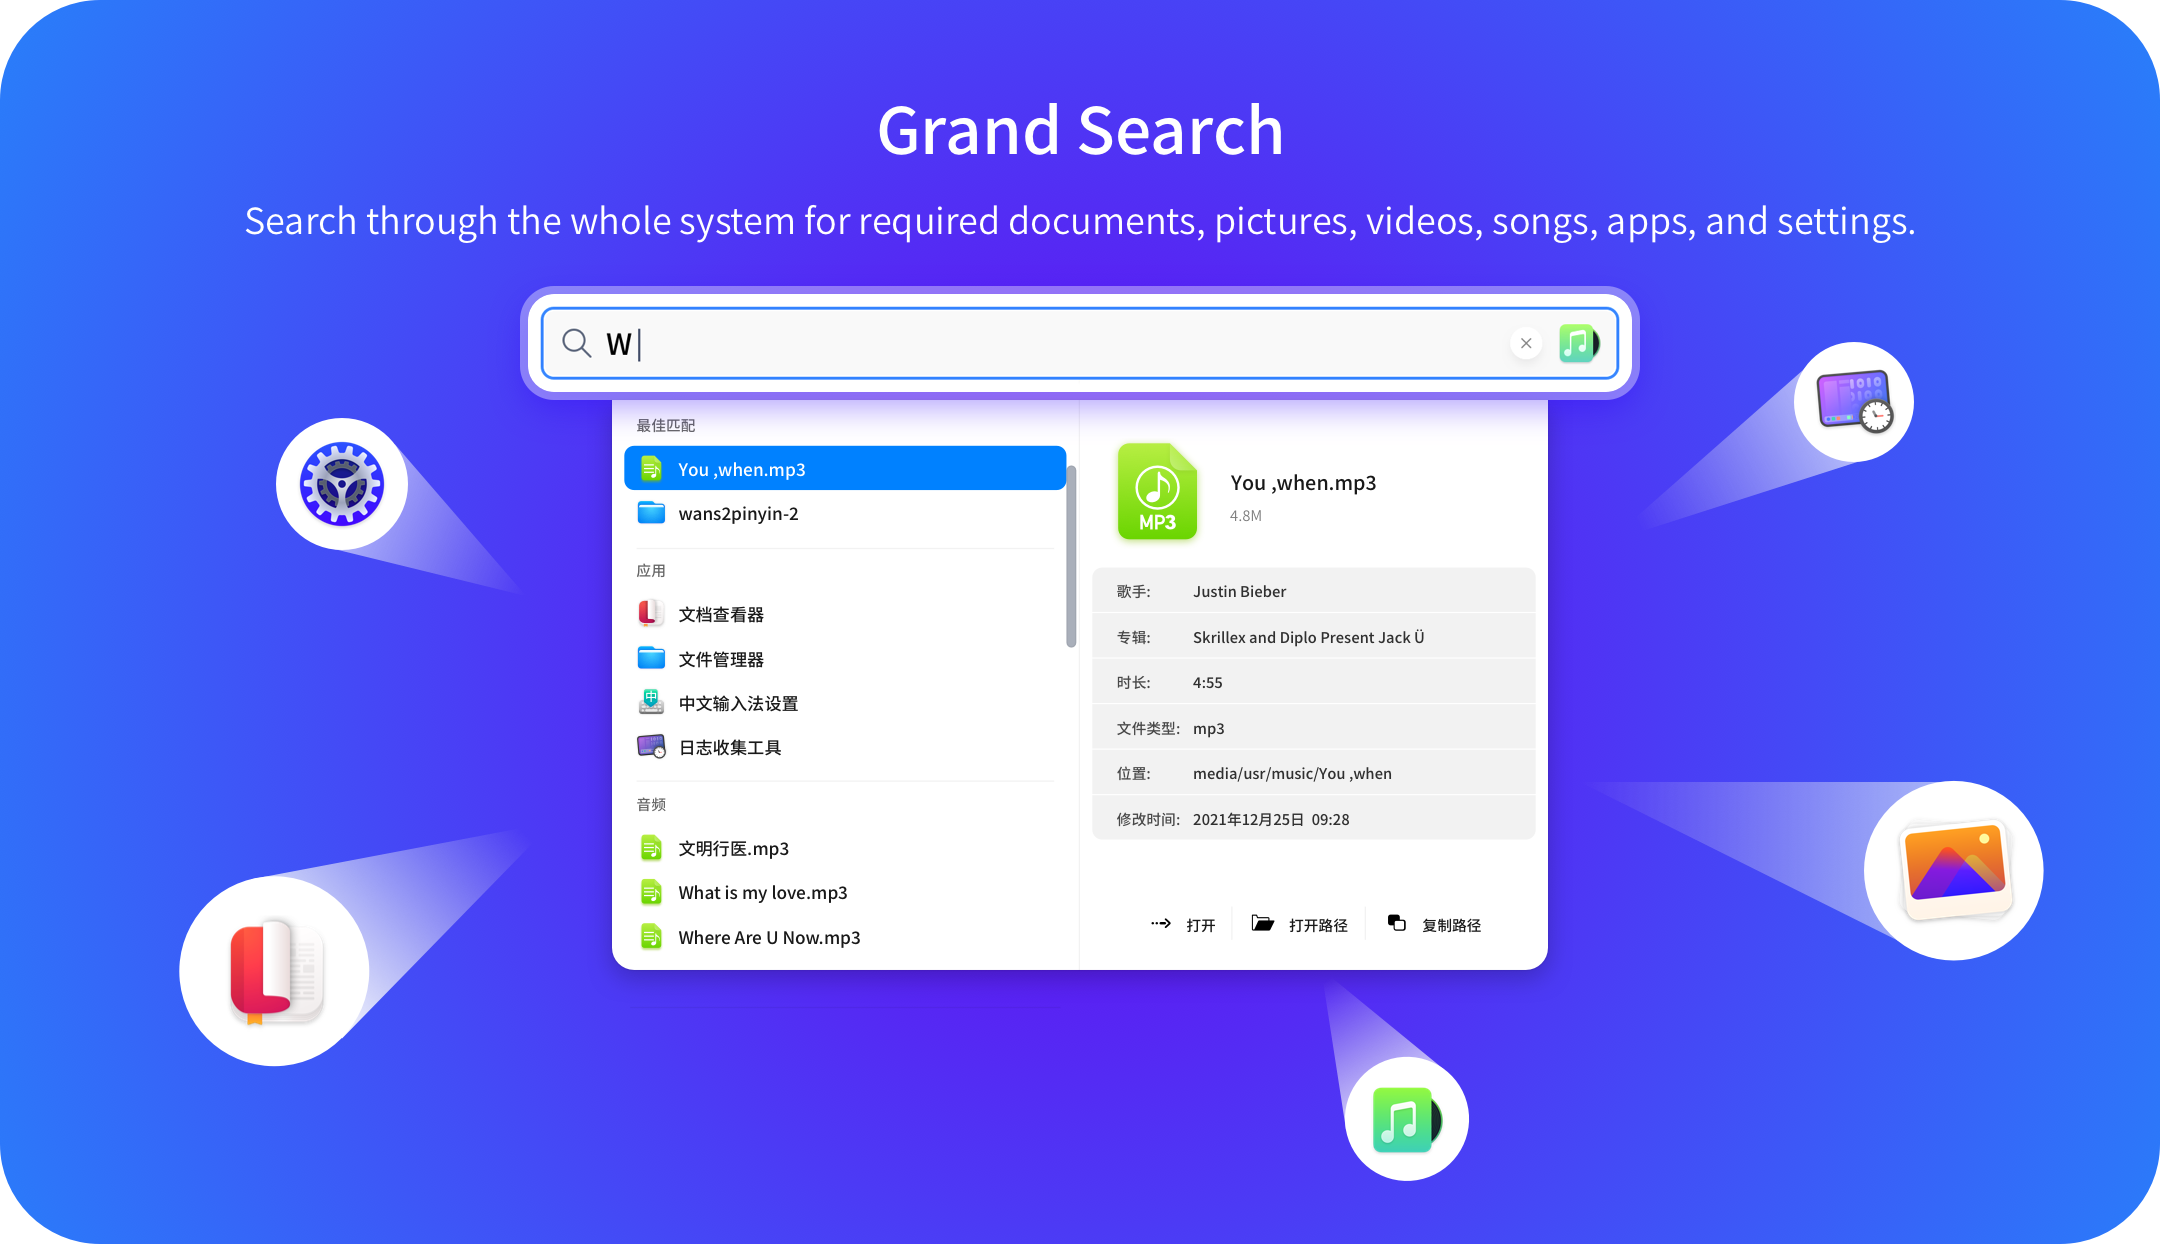 Grand Search
Search through the whole system for required documents, pictures, videos, songs, apps, and settings.
W
最佳匹配
You ,when.mp3
wans2pinyin-2
应用
文档查看器
文件管理器
中文输入法设置
日志收集工具
音频
文明行医.mp3
What is my love.mp3
Where Are U Now.mp3
MP3
You ,when.mp3
4.8M
歌手: Justin Bieber
专辑: Skrillex and Diplo Present Jack Ü
时长: 4:55
文件类型: mp3
位置: media/usr/music/You ,when
修改时间: 2021年12月25日 09:28
打开 打开路径 复制路径